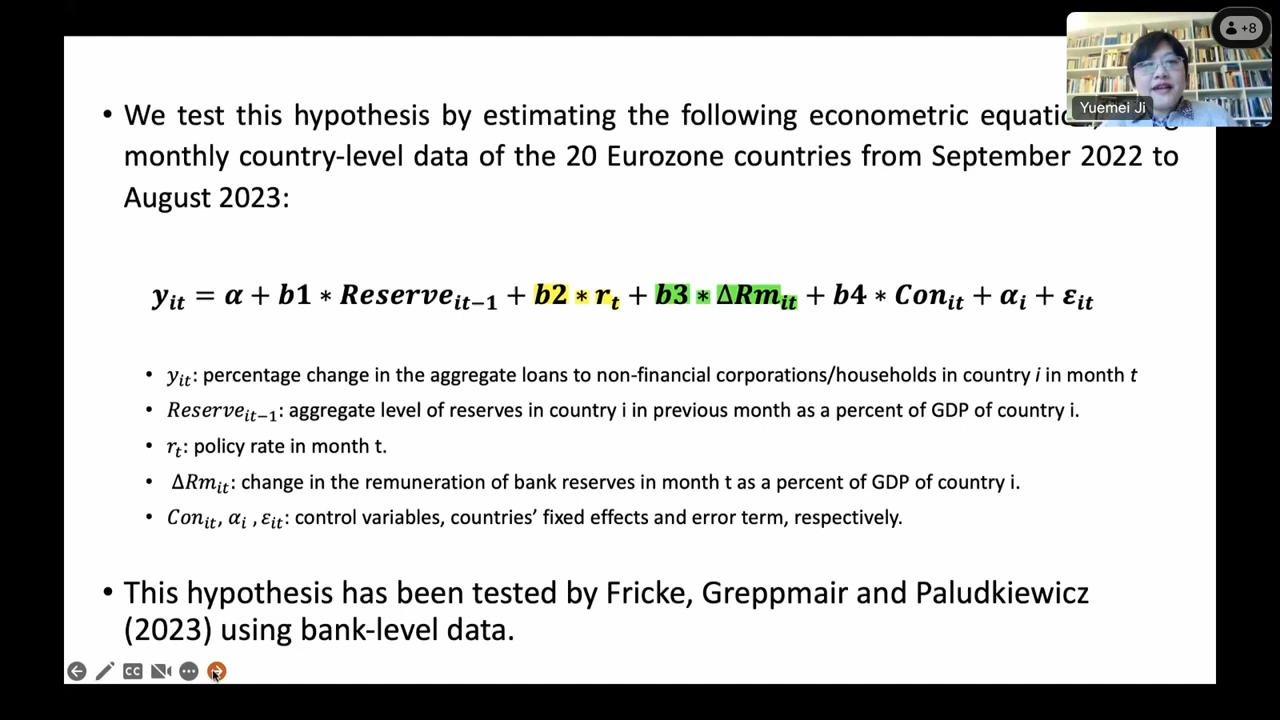 +8
Yuemei Ji
• We test this hypothesis by estimating the following econometric
monthly country-level data of the 20 Eurozone countries from September 2022 to
August 2023:
yᵢₜ = α + b1 ∗ Reserveᵢₜ₋₁ + b2 ∗ rₜ + b3 ∗ ΔRmᵢₜ + b4 ∗ Conᵢₜ + αᵢ + εᵢₜ
• yᵢₜ: percentage change in the aggregate loans to non-financial corporations/households in country i in month t
• Reserveᵢₜ₋₁: aggregate level of reserves in country i in previous month as a percent of GDP of country i.
• rₜ: policy rate in month t.
• ΔRmᵢₜ: change in the remuneration of bank reserves in month t as a percent of GDP of country i.
• Conᵢₜ, αᵢ ,εᵢₜ: control variables, countries’ fixed effects and error term, respectively.
• This hypothesis has been tested by Fricke, Greppmair and Paludkiewicz
(2023) using bank-level data.
CC